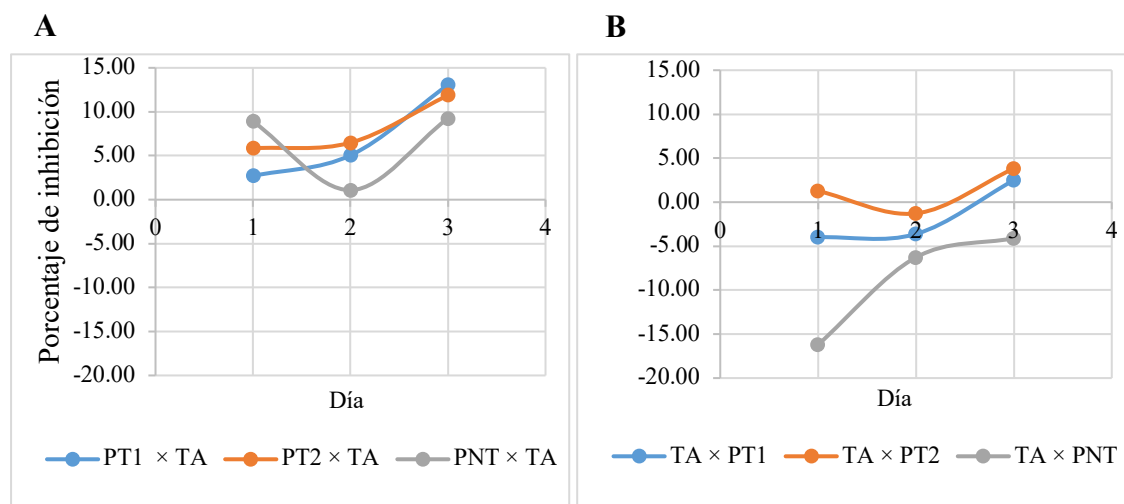 A
15.00
10.00
5.00
0.00
-5.00
-10.00
-15.00
-20.00
0 1 2 3 4
Porcentaje de inhibición
Día
PT1 × TA PT2 × TA PNT × TA
B
15.00
10.00
5.00
0.00
-5.00
-10.00
-15.00
-20.00
0 1 2 3 4
Día
TA × PT1 TA × PT2 TA × PNT